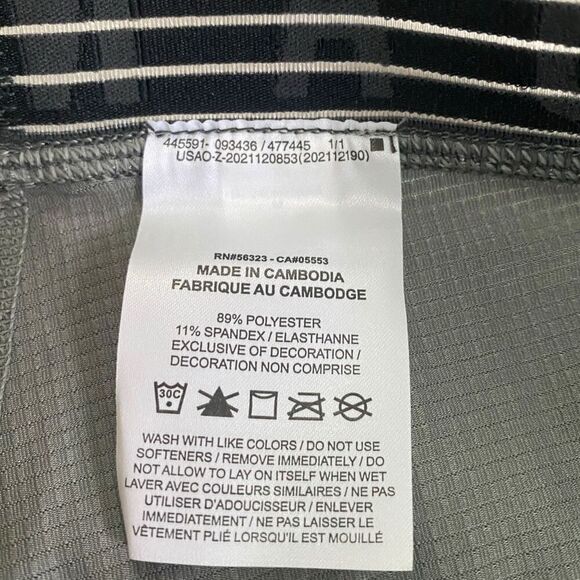 445591- 093436 / 477445 1/1
USAO-Z-2021120853(202112190)
RN#56323 - CA#05553
MADE IN CAMBODIA
FABRIQUE AU CAMBODGE
89% POLYESTER
11% SPANDEX / ELASTHANNE
EXCLUSIVE OF DECORATION /
DECORATION NON COMPRISE
30C
WASH WITH LIKE COLORS / DO NOT USE
SOFTENERS / REMOVE IMMEDIATELY / DO
NOT ALLOW TO LAY ON ITSELF WHEN WET
LAVER AVEC COULEURS SIMILAIRES / NE PAS
UTILISER D'ADOUCISSEUR / ENLEVER
IMMEDIATEMENT / NE PAS LAISSER LE
VÊTEMENT PLIÉ LORSQU'IL EST MOUILLÉ